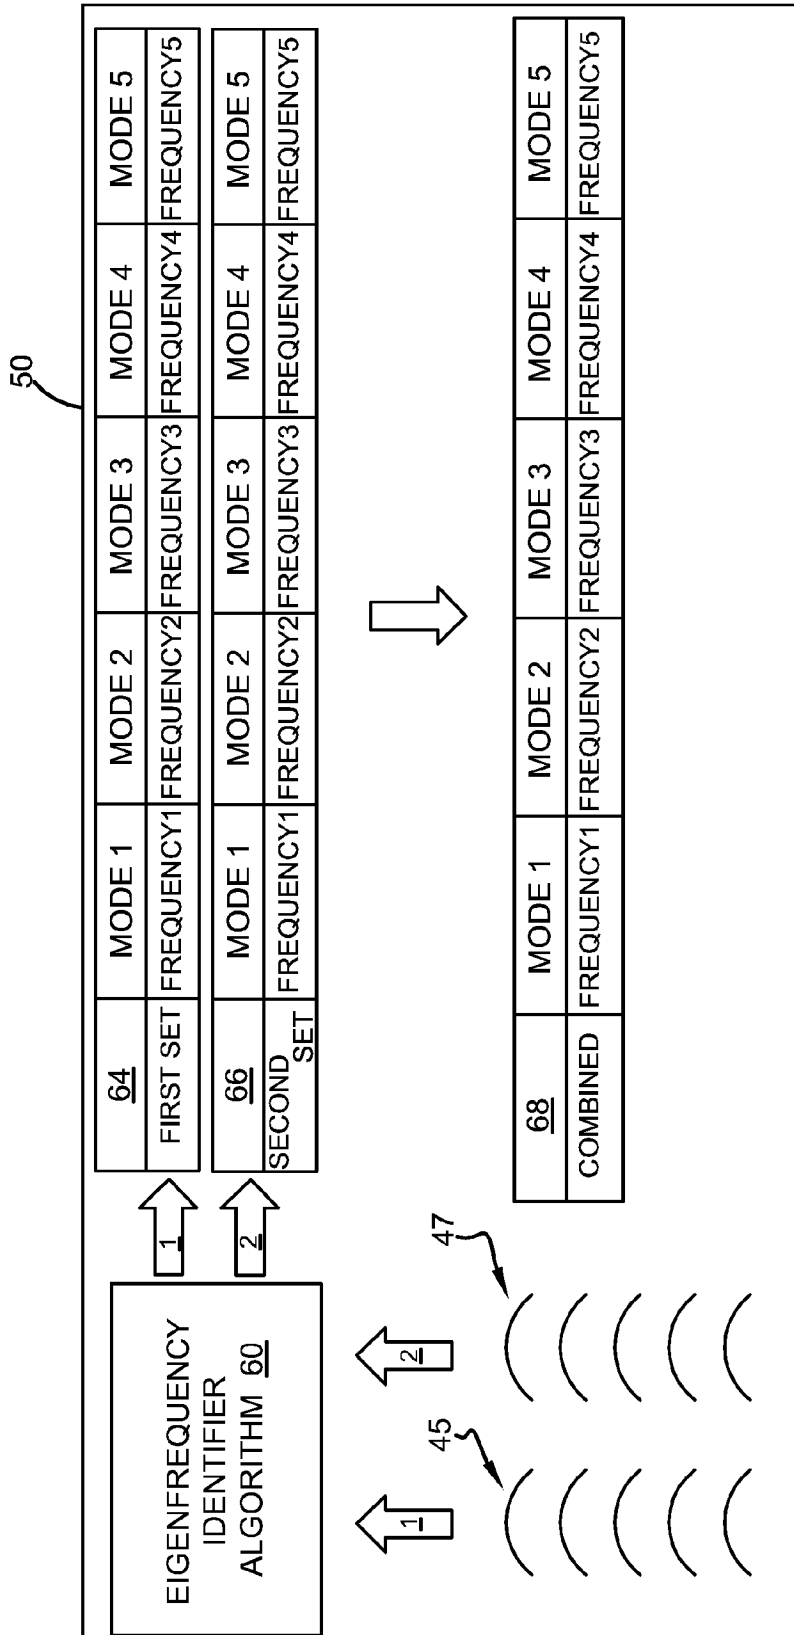 50
EIGENFREQUENCY
IDENTIFIER
ALGORITHM 60
1
2
64 MODE 1 MODE 2 MODE 3 MODE 4 MODE 5
FIRST SET FREQUENCY1 FREQUENCY2 FREQUENCY3 FREQUENCY4 FREQUENCY5
66 MODE 1 MODE 2 MODE 3 MODE 4 MODE 5
SECOND SET FREQUENCY1 FREQUENCY2 FREQUENCY3 FREQUENCY4 FREQUENCY5
1
2
45
47
68 MODE 1 MODE 2 MODE 3 MODE 4 MODE 5
COMBINED FREQUENCY1 FREQUENCY2 FREQUENCY3 FREQUENCY4 FREQUENCY5